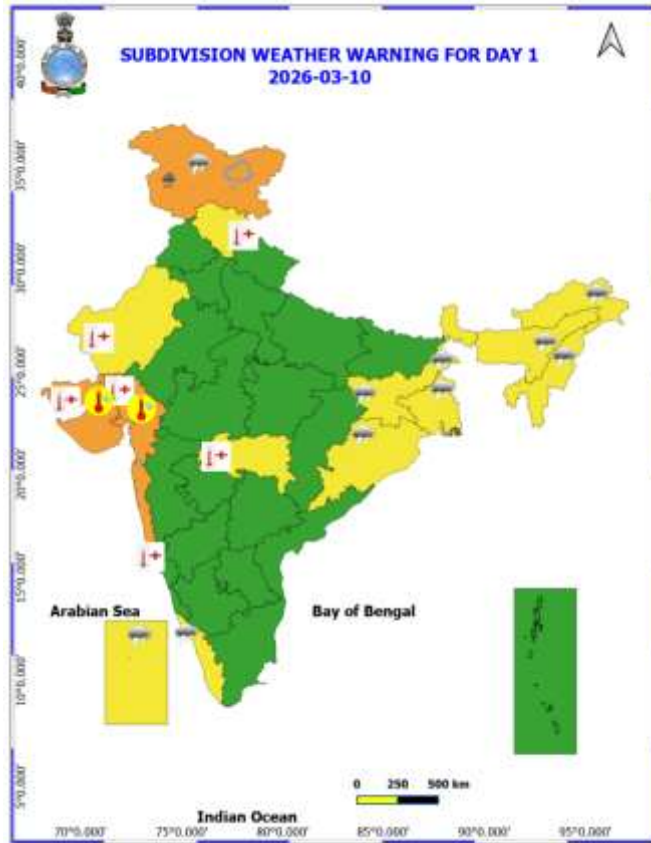 SUBDIVISION WEATHER WARNING FOR DAY 1
2026-03-10
40°0.000'
35°0.000'
30°0.000'
25°0.000'
20°0.000'
15°0.000'
10°0.000'
5°0.000'
Arabian Sea
Bay of Bengal
0 250 500 km
Indian Ocean
70°0.000' 75°0.000' 80°0.000' 85°0.000' 90°0.000' 95°0.000'